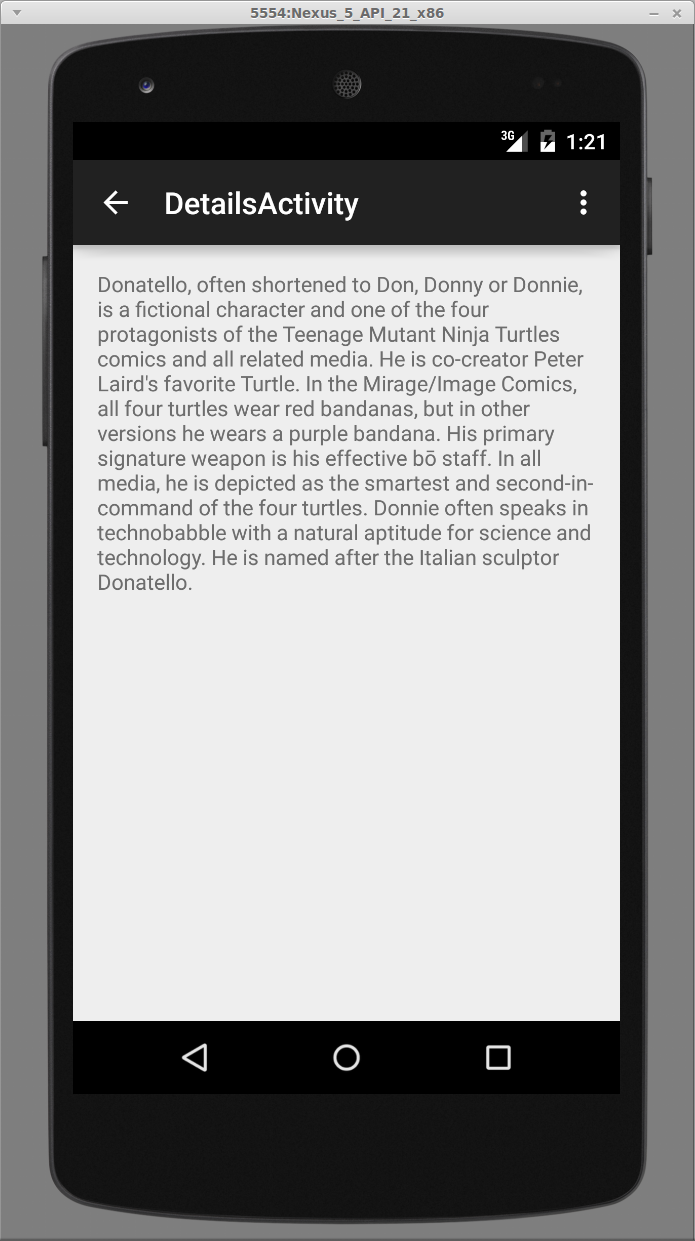 5554:Nexus_5_API_21_x86
3G 1:21
DetailsActivity
Donatello, often shortened to Don, Donny or Donnie,
is a fictional character and one of the four
protagonists of the Teenage Mutant Ninja Turtles
comics and all related media. He is co-creator Peter
Laird's favorite Turtle. In the Mirage/Image Comics,
all four turtles wear red bandanas, but in other
versions he wears a purple bandana. His primary
signature weapon is his effective bō staff. In all
media, he is depicted as the smartest and second-in-
command of the four turtles. Donnie often speaks in
technobabble with a natural aptitude for science and
technology. He is named after the Italian sculptor
Donatello.